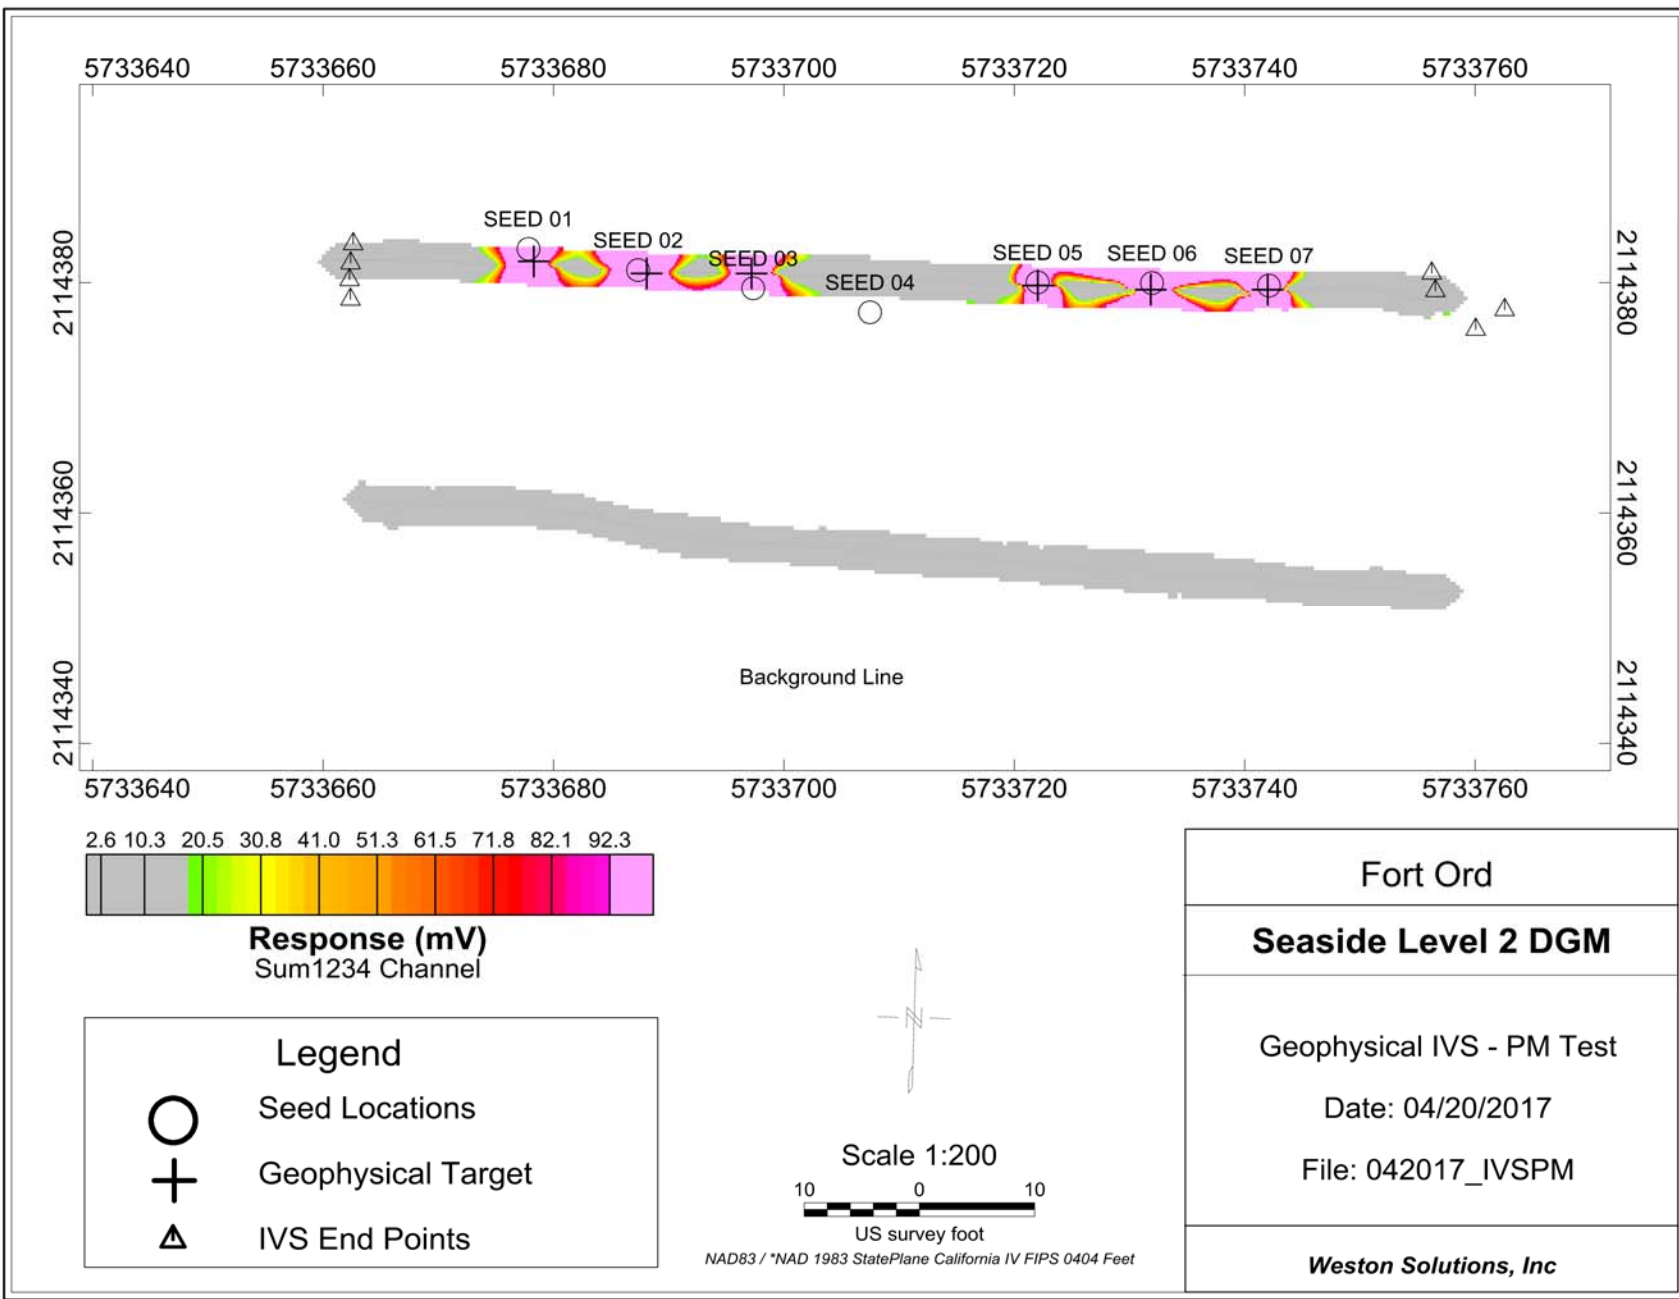 5733640 5733660 5733680 5733700 5733720 5733740 5733760
SEED 01
SEED 02
SEED 03
SEED 04
SEED 05
SEED 06
SEED 07
2114380
2114380
2114360
2114360
2114340
2114340
Background Line
5733640 5733660 5733680 5733700 5733720 5733740 5733760
2.6 10.3 20.5 30.8 41.0 51.3 61.5 71.8 82.1 92.3
Response (mV)
Sum1234 Channel
Legend
Seed Locations
Geophysical Target
IVS End Points
N
Scale 1:200
10 0 10
US survey foot
NAD83 / *NAD 1983 StatePlane California IV FIPS 0404 Feet
Fort Ord
Seaside Level 2 DGM
Geophysical IVS - PM Test
Date: 04/20/2017
File: 042017_IVSPM
Weston Solutions, Inc